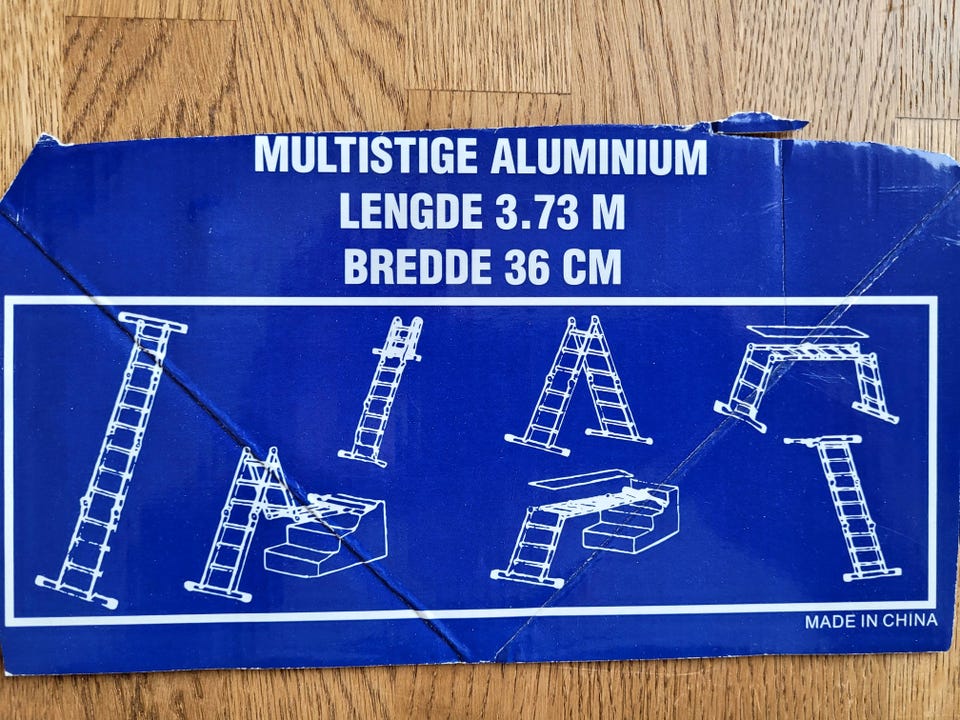 MULTISTIGE ALUMINIUM
LENGDE 3.73 M
BREDDE 36 CM
MADE IN CHINA